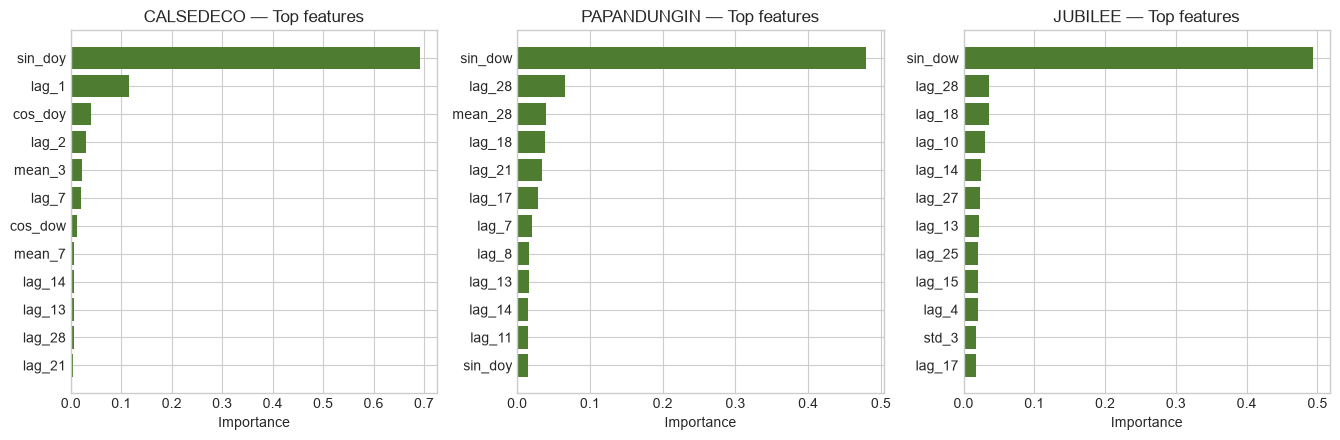 CALSEDECO — Top features
sin_doy
lag_1
cos_doy
lag_2
mean_3
lag_7
cos_dow
mean_7
lag_14
lag_13
lag_28
lag_21
0.0 0.1 0.2 0.3 0.4 0.5 0.6 0.7
Importance
PAPANDUNGIN — Top features
sin_dow
lag_28
mean_28
lag_18
lag_21
lag_17
lag_7
lag_8
lag_13
lag_14
lag_11
sin_doy
0.0 0.1 0.2 0.3 0.4 0.5
Importance
JUBILEE — Top features
sin_dow
lag_28
lag_18
lag_10
lag_14
lag_27
lag_13
lag_25
lag_15
lag_4
std_3
lag_17
0.0 0.1 0.2 0.3 0.4 0.5
Importance